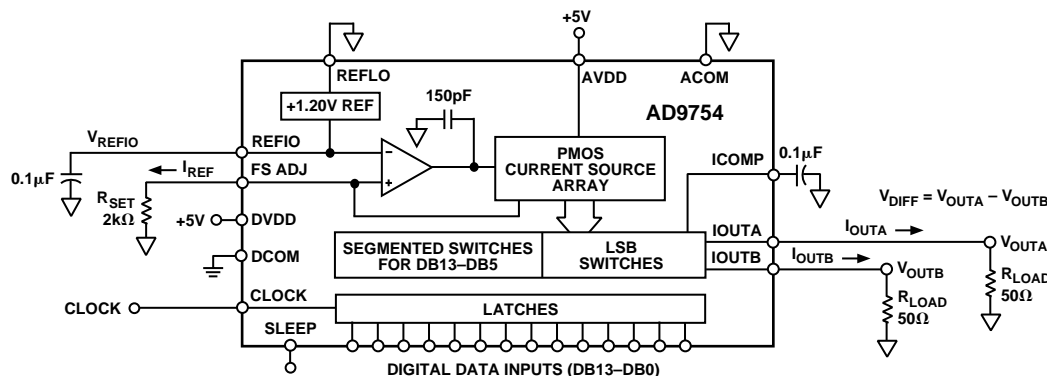 +5V
REFLO
AVDD
ACOM
+1.20V REF
150pF
AD9754
VREFIO
REFIO
PMOS
CURRENT SOURCE
ARRAY
ICOMP
0.1μF
0.1μF
IREF
FS ADJ
RSET
2kΩ
VDIFF = VOUTA – VOUTB
+5V
DVDD
DCOM
SEGMENTED SWITCHES
FOR DB13–DB5
LSB
SWITCHES
IOUTA
IOUTB
IOUTA
IOUTB
VOUTA
VOUTB
RLOAD
50Ω
RLOAD
50Ω
CLOCK
CLOCK
LATCHES
SLEEP
DIGITAL DATA INPUTS (DB13–DB0)